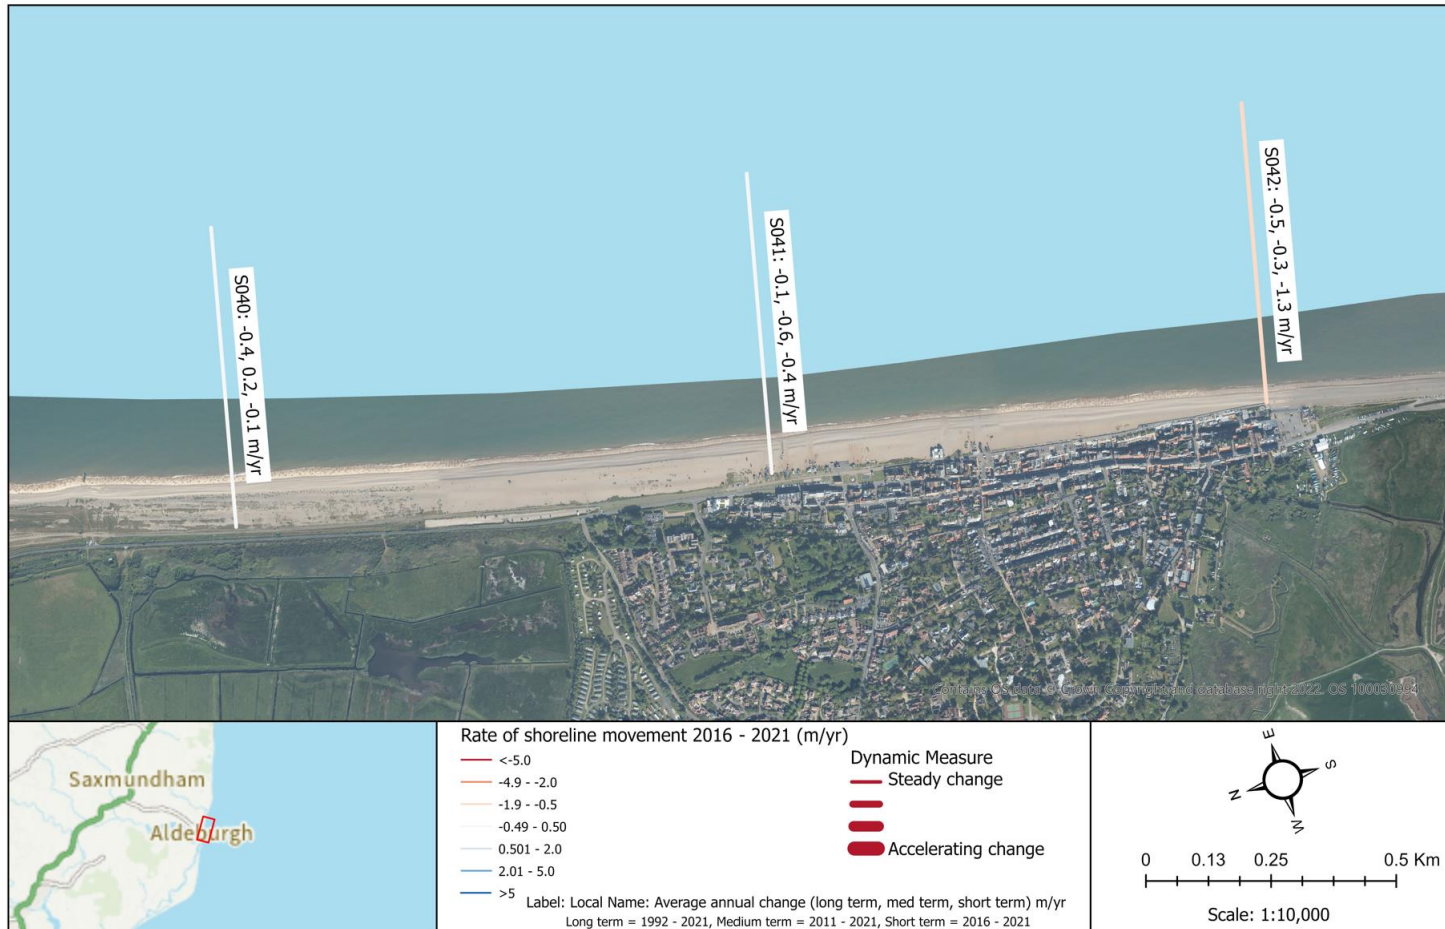 S040: -0.4, 0.2, -0.1 m/yr
S041: -0.1, -0.6, -0.4 m/yr
S042: -0.5, -0.3, -1.3 m/yr
Contains OS data © Crown Copyright and database right 2022. OS 100030994
Saxmundham
Aldeburgh
Rate of shoreline movement 2016 - 2021 (m/yr)
<-5.0
-4.9 - -2.0
-1.9 - -0.5
-0.49 - 0.50
0.501 - 2.0
2.01 - 5.0
>5
Dynamic Measure
Steady change
Accelerating change
Label: Local Name: Average annual change (long term, med term, short term) m/yr
Long term = 1992 - 2021, Medium term = 2011 - 2021, Short term = 2016 - 2021
E
S
N
W
0 0.13 0.25 0.5 Km
Scale: 1:10,000